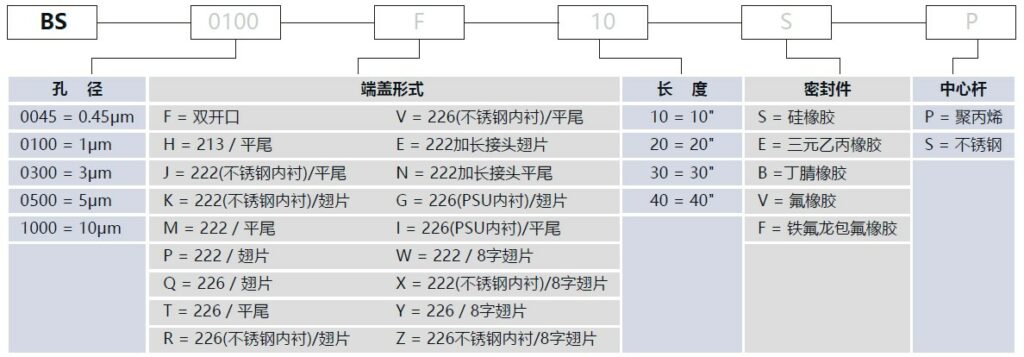 BS 0100 F 10 S P
孔 径 端盖形式 长 度 密封件 中心杆
0045 = 0.45μm F = 双开口 V = 226(不锈钢内衬)/平尾 10 = 10" S = 硅橡胶 P = 聚丙烯
0100 = 1μm H = 213 / 平尾 E = 222加长接头翅片 20 = 20" E = 三元乙丙橡胶 S = 不锈钢
0300 = 3μm J = 222(不锈钢内衬)/平尾 N = 222加长接头平尾 30 = 30" B =丁腈橡胶
0500 = 5μm K = 222(不锈钢内衬)/翅片 G = 226(PSU内衬)/翅片 40 = 40" V = 氟橡胶
1000 = 10μm M = 222 / 平尾 I = 226(PSU内衬)/平尾 F = 铁氟龙包氟橡胶
P = 222 / 翅片 W = 222 / 8字翅片
Q = 226 / 翅片 X = 222(不锈钢内衬)/8字翅片
T = 226 / 平尾 Y = 226 / 8字翅片
R = 226(不锈钢内衬)/翅片 Z = 226不锈钢内衬/8字翅片